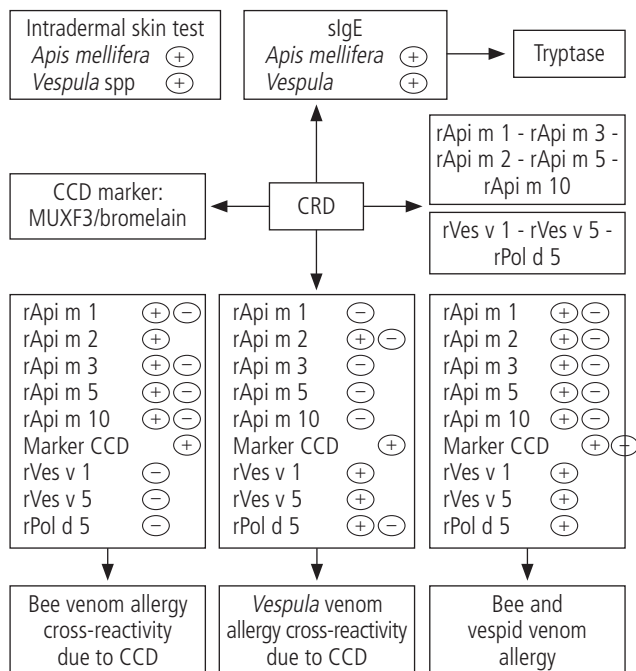 Intradermal skin test
Apis mellifera +
Vespula spp +
sIgE
Apis mellifera +
Vespula +
Tryptase
rApi m 1 - rApi m 3 -
rApi m 2 - rApi m 5 -
rApi m 10
CCD marker:
MUXF3/bromelain
CRD
rVes v 1 - rVes v 5 -
rPol d 5
rApi m 1 + −
rApi m 2 +
rApi m 3 + −
rApi m 5 + −
rApi m 10 + −
Marker CCD +
rVes v 1 −
rVes v 5 −
rPol d 5 −
rApi m 1 −
rApi m 2 + −
rApi m 3 −
rApi m 5 −
rApi m 10 −
Marker CCD +
rVes v 1 +
rVes v 5 +
rPol d 5 + −
rApi m 1 + −
rApi m 2 + −
rApi m 3 + −
rApi m 5 + −
rApi m 10 + −
Marker CCD + −
rVes v 1 +
rVes v 5 +
rPol d 5 +
Bee venom allergy
cross-reactivity
due to CCD
Vespula venom
allergy cross-reactivity
due to CCD
Bee and
vespid venom
allergy